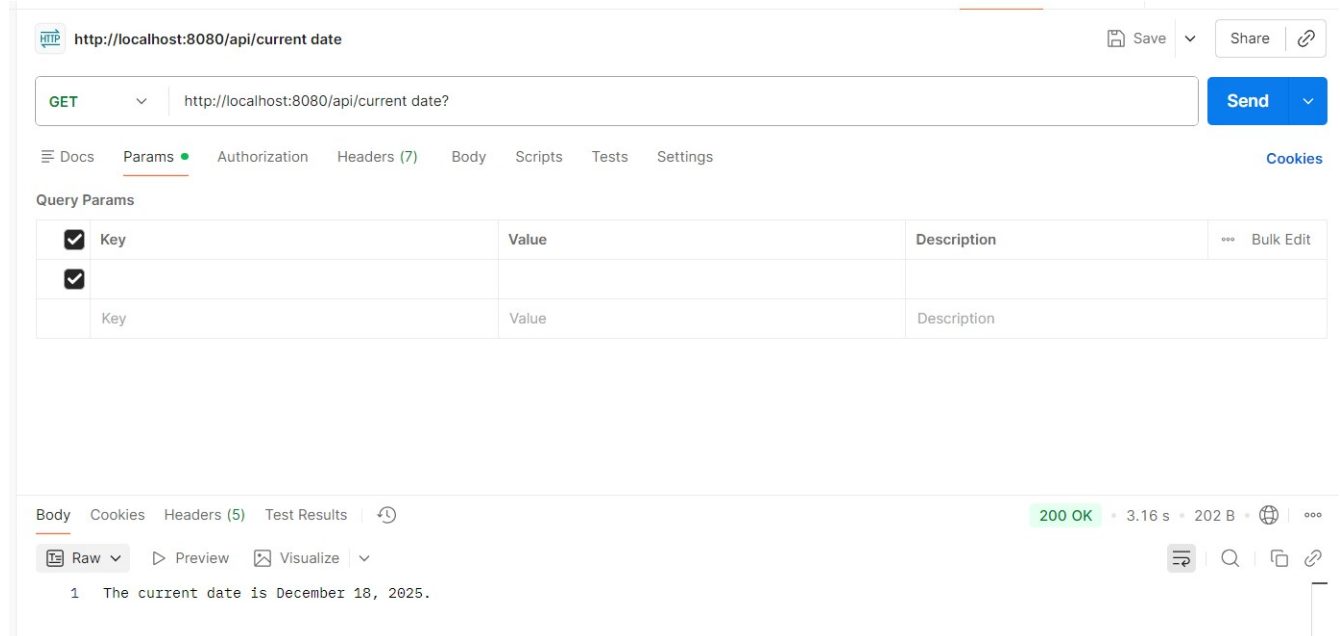 HTTP http://localhost:8080/api/current date
Save Share
GET http://localhost:8080/api/current date? Send
Docs Params Authorization Headers (7) Body Scripts Tests Settings Cookies
Query Params
Key Value Description Bulk Edit
Key Value Description
Body Cookies Headers (5) Test Results 200 OK • 3.16 s • 202 B
Raw Preview Visualize
1 The current date is December 18, 2025.